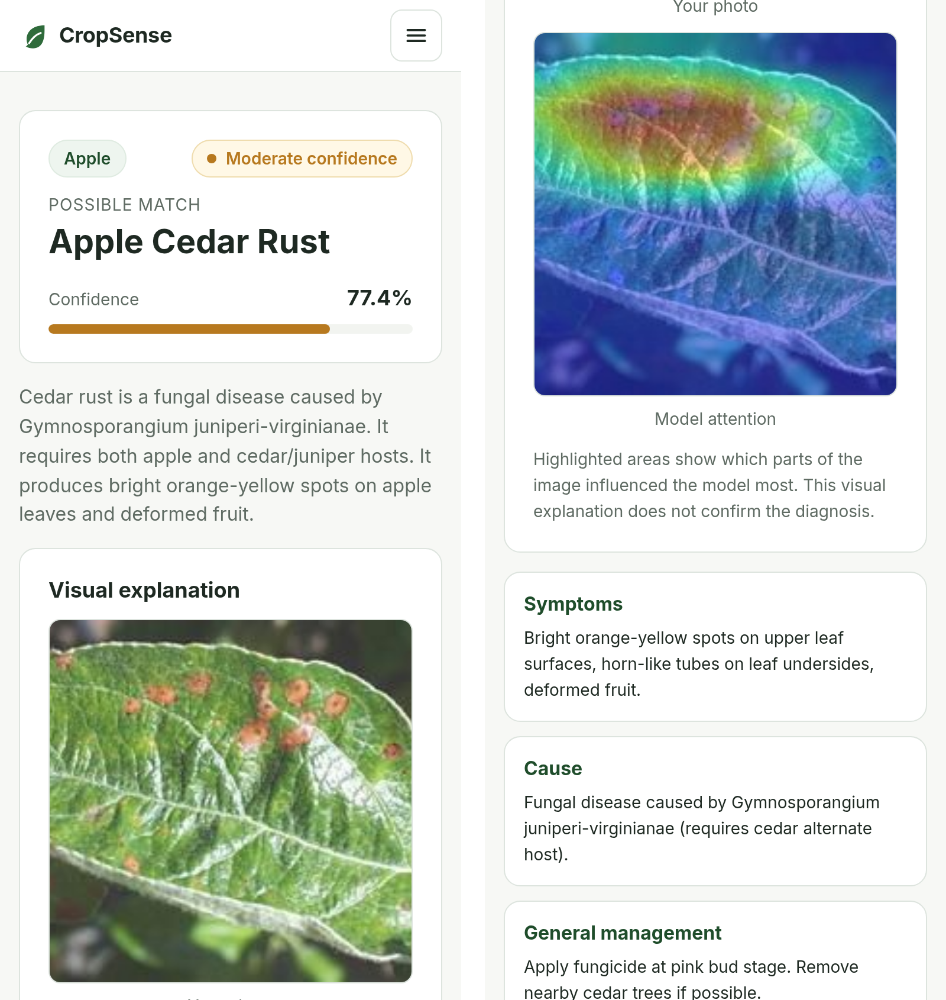 CropSense
Apple
Moderate confidence
POSSIBLE MATCH
Apple Cedar Rust
Confidence
77.4%
Cedar rust is a fungal disease caused by
Gymnosporangium juniperi-virginianae. It
requires both apple and cedar/juniper hosts. It
produces bright orange-yellow spots on apple
leaves and deformed fruit.
Visual explanation
Your photo
Model attention
Highlighted areas show which parts of the
image influenced the model most. This visual
explanation does not confirm the diagnosis.
Symptoms
Bright orange-yellow spots on upper leaf
surfaces, horn-like tubes on leaf undersides,
deformed fruit.
Cause
Fungal disease caused by Gymnosporangium
juniperi-virginianae (requires cedar alternate
host).
General management
Apply fungicide at pink bud stage. Remove
nearby cedar trees if possible.